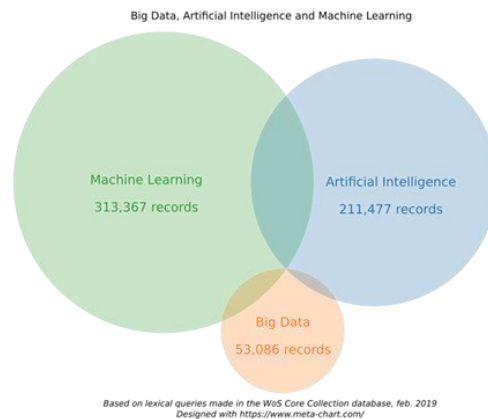 Big Data, Artificial Intelligence and Machine Learning
Machine Learning
313,367 records
Artificial Intelligence
211,477 records
Big Data
53,086 records
Based on lexical queries made in the WoS Core Collection database, feb. 2019
Designed with https://www.meta-chart.com/